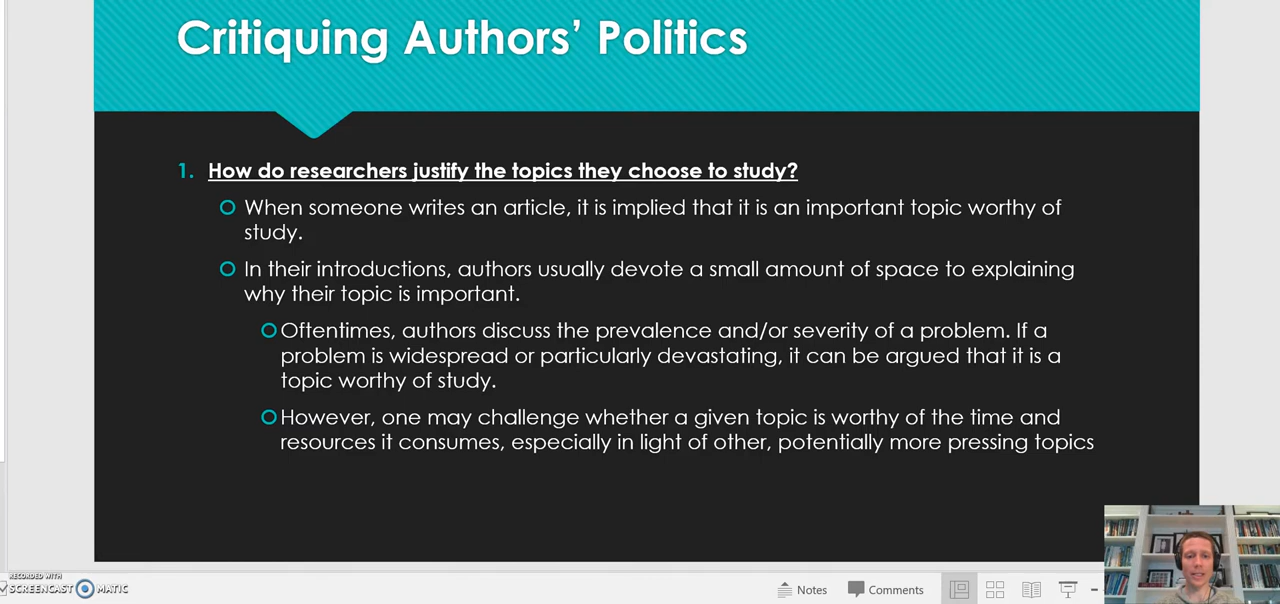 Critiquing Authors’ Politics
1. How do researchers justify the topics they choose to study?
When someone writes an article, it is implied that it is an important topic worthy of
study.
In their introductions, authors usually devote a small amount of space to explaining
why their topic is important.
Oftentimes, authors discuss the prevalence and/or severity of a problem. If a
problem is widespread or particularly devastating, it can be argued that it is a
topic worthy of study.
However, one may challenge whether a given topic is worthy of the time and
resources it consumes, especially in light of other, potentially more pressing topics
RECORDED WITH
SCREENCAST MATIC
Notes
Comments